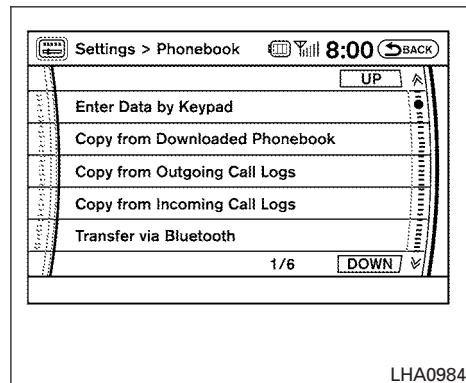 Settings > Phonebook 8:00 BACK
UP
Enter Data by Keypad
Copy from Downloaded Phonebook
Copy from Outgoing Call Logs
Copy from Incoming Call Logs
Transfer via Bluetooth
1/6 DOWN
LHA0984